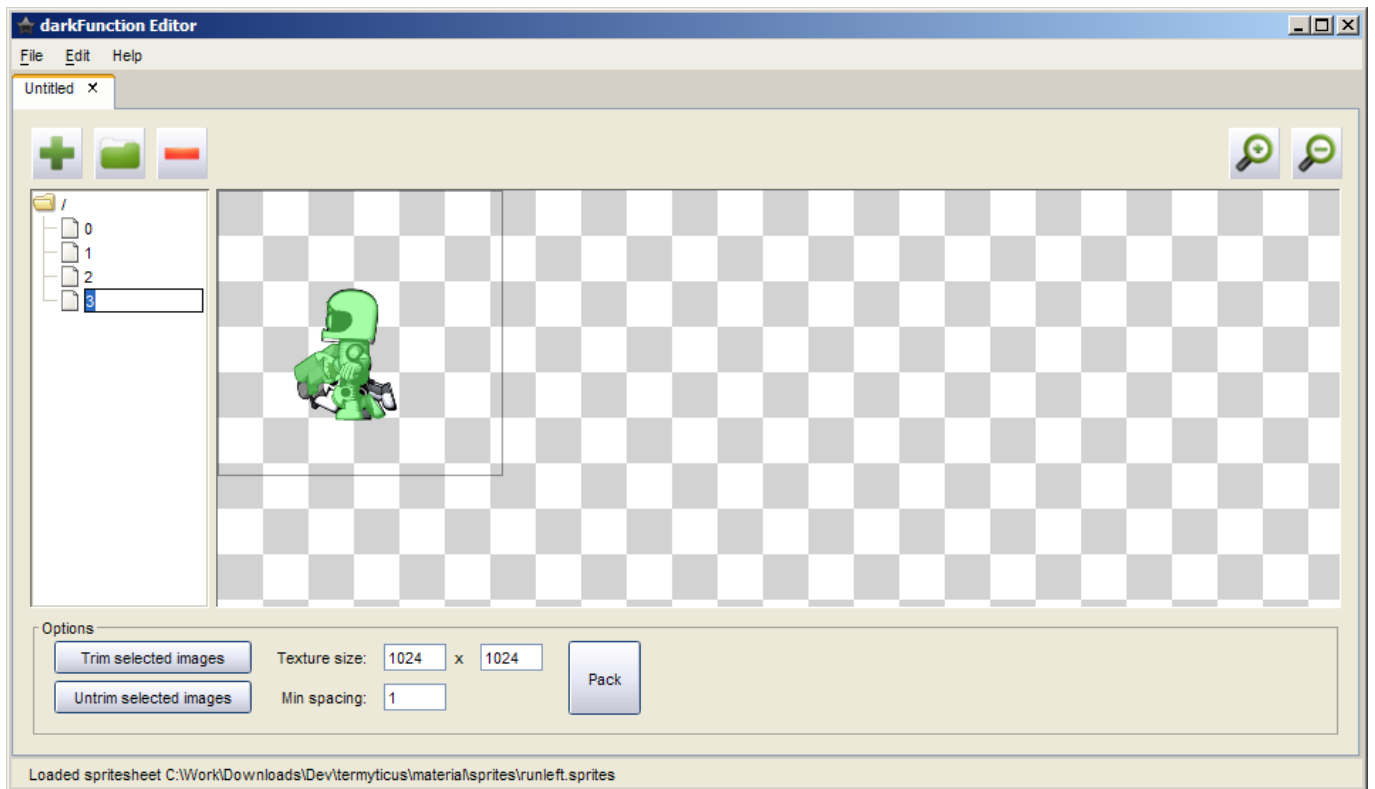 darkFunction Editor
File Edit Help
Untitled
/
0
1
2
3
Options
Trim selected images Texture size: 1024 x 1024
Pack
Untrim selected images Min spacing: 1
Loaded spritesheet C:\Work\Downloads\Dev\termyticus\material\sprites\runleft.sprites